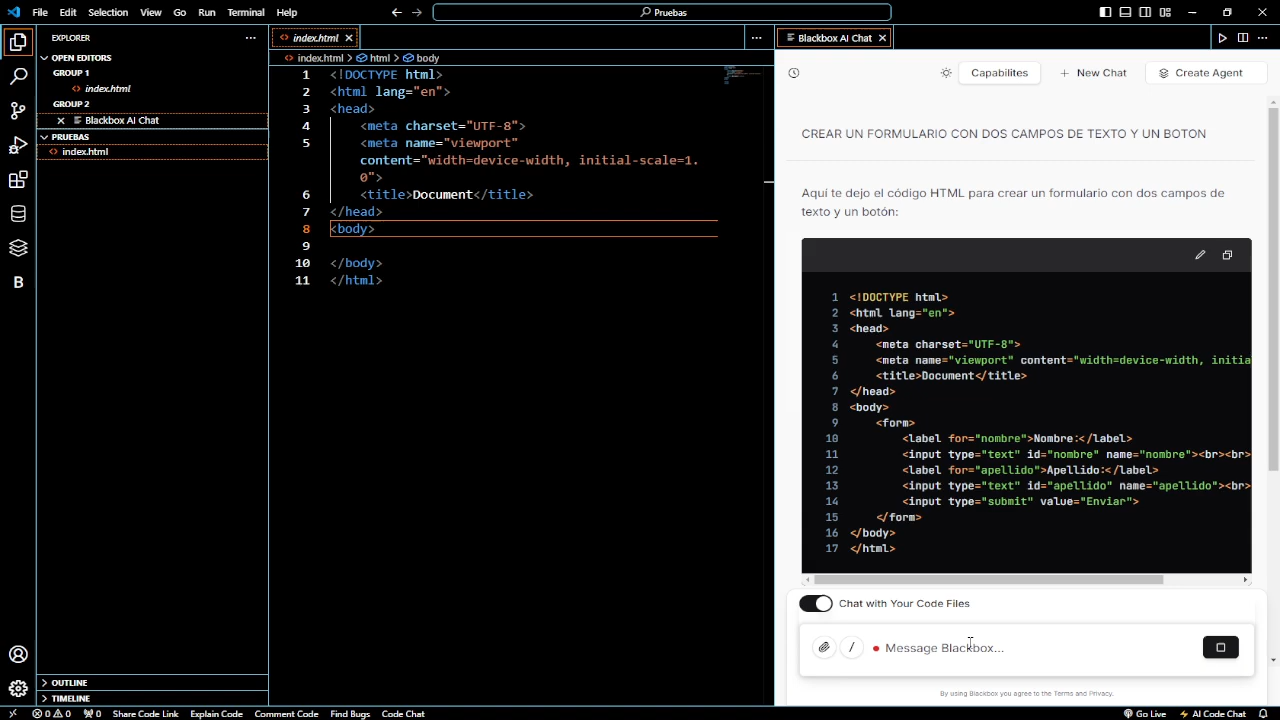 File Edit Selection View Go Run Terminal Help
Pruebas
EXPLORER
OPEN EDITORS
GROUP 1
index.html
GROUP 2
Blackbox AI Chat
PRUEBAS
index.html
OUTLINE
TIMELINE
index.html
index.html > html > body
1 <!DOCTYPE html>
2 <html lang="en">
3 <head>
4 <meta charset="UTF-8">
5 <meta name="viewport"
content="width=device-width, initial-scale=1.
0">
6 <title>Document</title>
7 </head>
8 <body>
9
10 </body>
11 </html>
Blackbox AI Chat
Capabilites
New Chat
Create Agent
CREAR UN FORMULARIO CON DOS CAMPOS DE TEXTO Y UN BOTON
Aquí te dejo el código HTML para crear un formulario con dos campos de
texto y un botón:
1 <!DOCTYPE html>
2 <html lang="en">
3 <head>
4 <meta charset="UTF-8">
5 <meta name="viewport" content="width=device-width, initia
6 <title>Document</title>
7 </head>
8 <body>
9 <form>
10 <label for="nombre">Nombre:</label>
11 <input type="text" id="nombre" name="nombre"><br><br>
12 <label for="apellido">Apellido:</label>
13 <input type="text" id="apellido" name="apellido"><br>
14 <input type="submit" value="Enviar">
15 </form>
16 </body>
17 </html>
Chat with Your Code Files
/ Message Blackbox...
By using Blackbox you agree to the Terms and Privacy.
B
0 0 0 Share Code Link Explain Code Comment Code Find Bugs Code Chat Go Live AI Code Chat